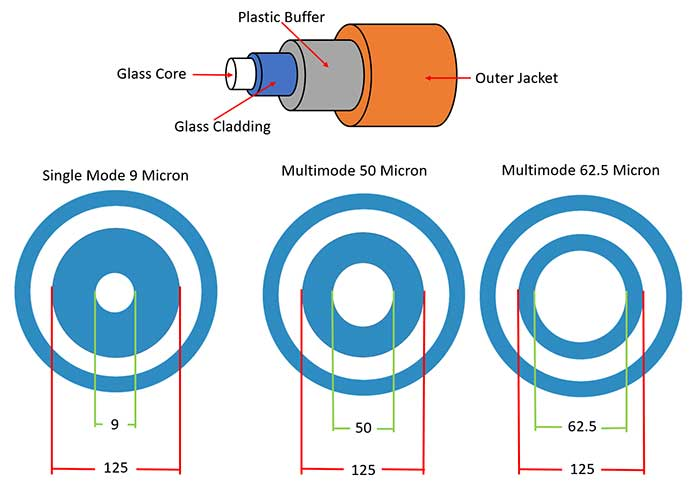 Plastic Buffer
Glass Core
Outer Jacket
Glass Cladding
Single Mode 9 Micron
Multimode 50 Micron
Multimode 62.5 Micron
9
50
62.5
125
125
125